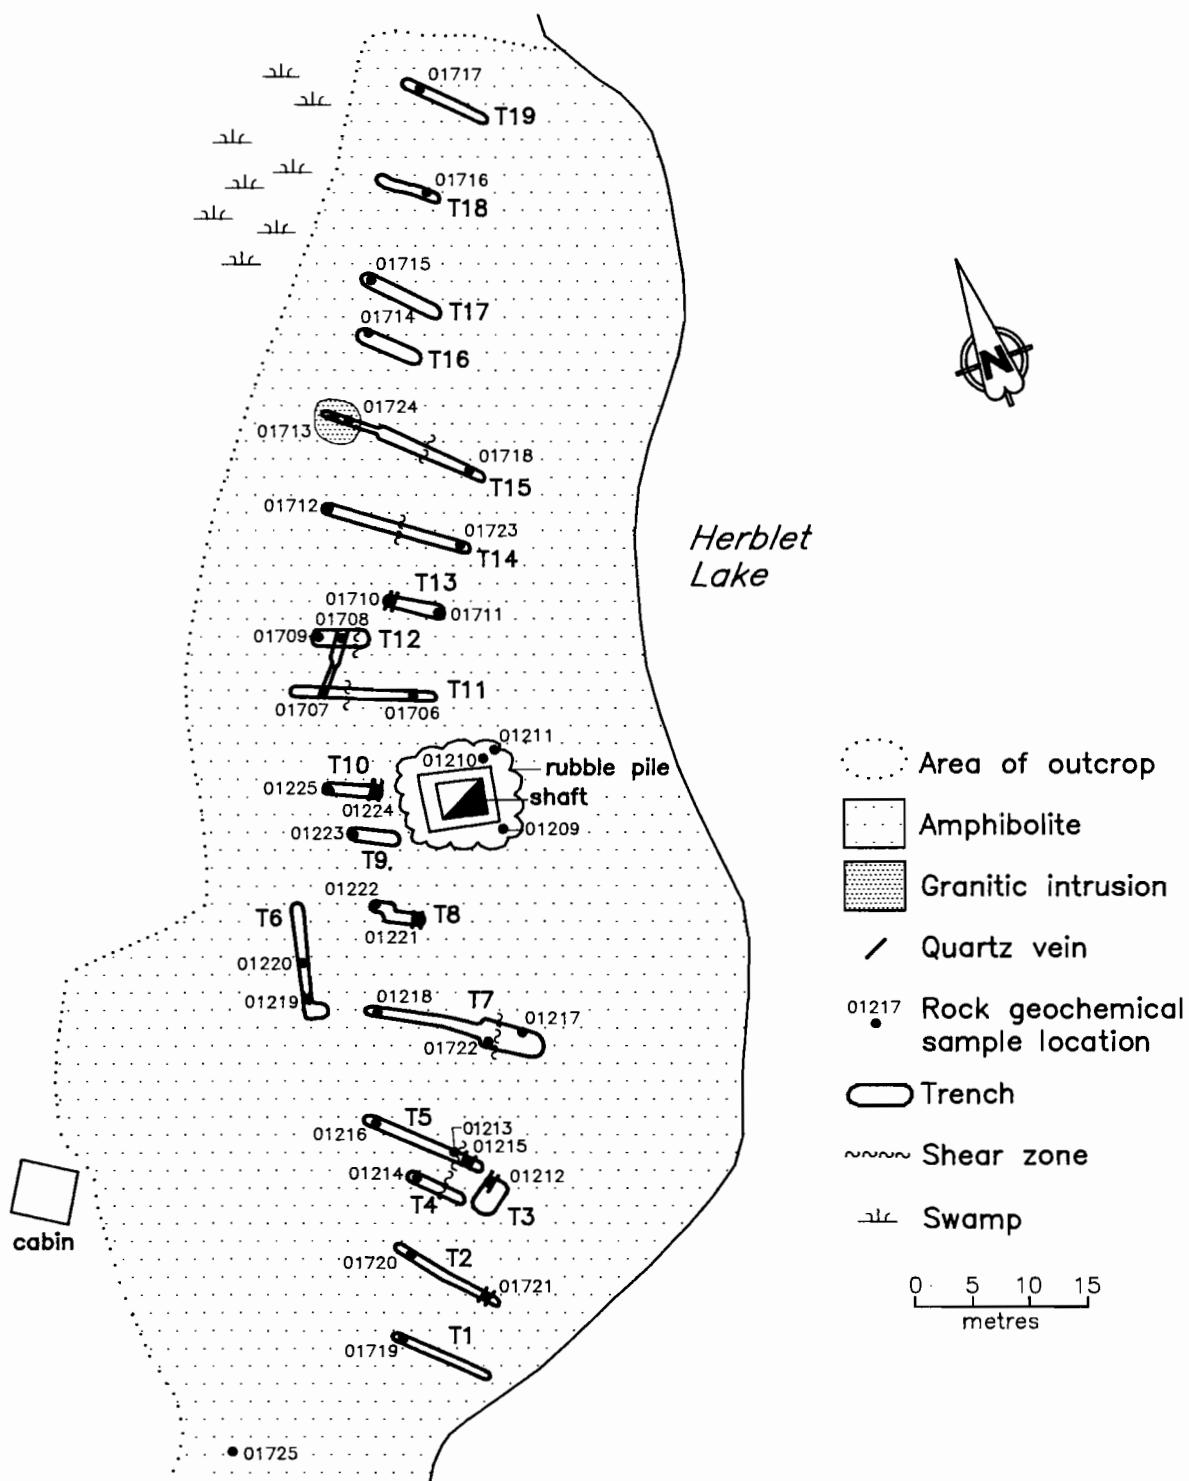 01717
T19
01716
T18
01715
T17
01714
T16
N
01724
01713
01718
T15
01712
01723
T14
Herblet
Lake
T13
01710
01711
01708
01709
T12
T11
01707
01706
01211
01210
rubble pile
T10
01225
shaft
01224
01223
01209
T9
01222
T8
T6
01221
01220
01219
01218
T7
01217
01722
T5
01213
01216
01215
01214
01212
T4
T3
cabin
T2
01720
01721
T1
01719
01725
Area of outcrop
Amphibolite
Granitic intrusion
Quartz vein
01217
Rock geochemical
sample location
Trench
Shear zone
Swamp
0 5 10 15
metres